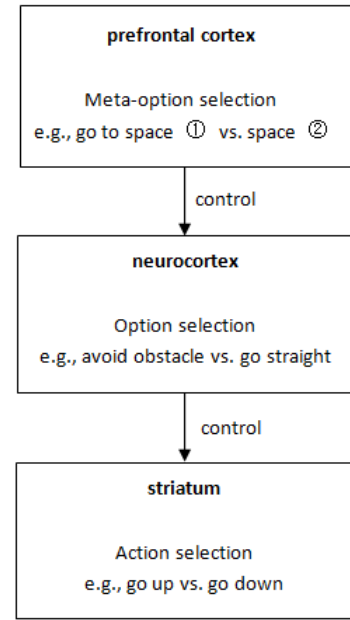 prefrontal cortex
Meta-option selection
e.g., go to space ① vs. space ②
control
neurocortex
Option selection
e.g., avoid obstacle vs. go straight
control
striatum
Action selection
e.g., go up vs. go down